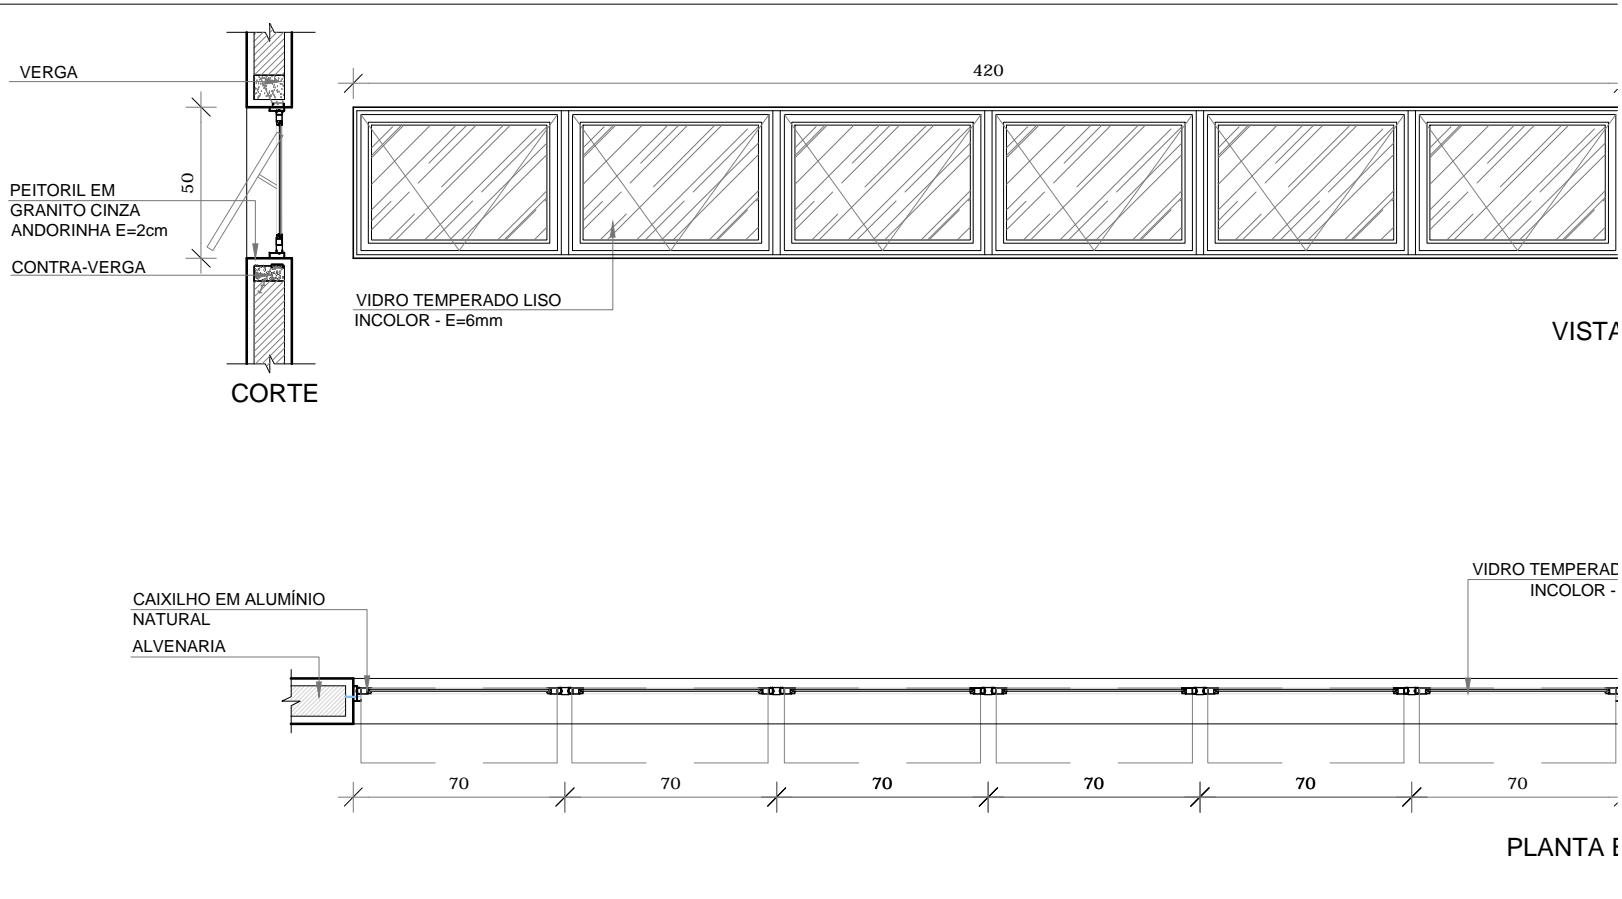 VERGA
420
50
PEITORIL EM
GRANITO CINZA
ANDORINHA E=2cm
CONTRA-VERGA
VIDRO TEMPERADO LISO
INCOLOR - E=6mm
VISTA
CORTE
VIDRO TEMPERAD
INCOLOR -
CAIXILHO EM ALUMÍNIO
NATURAL
ALVENARIA
70 70 70 70 70 70
PLANTA